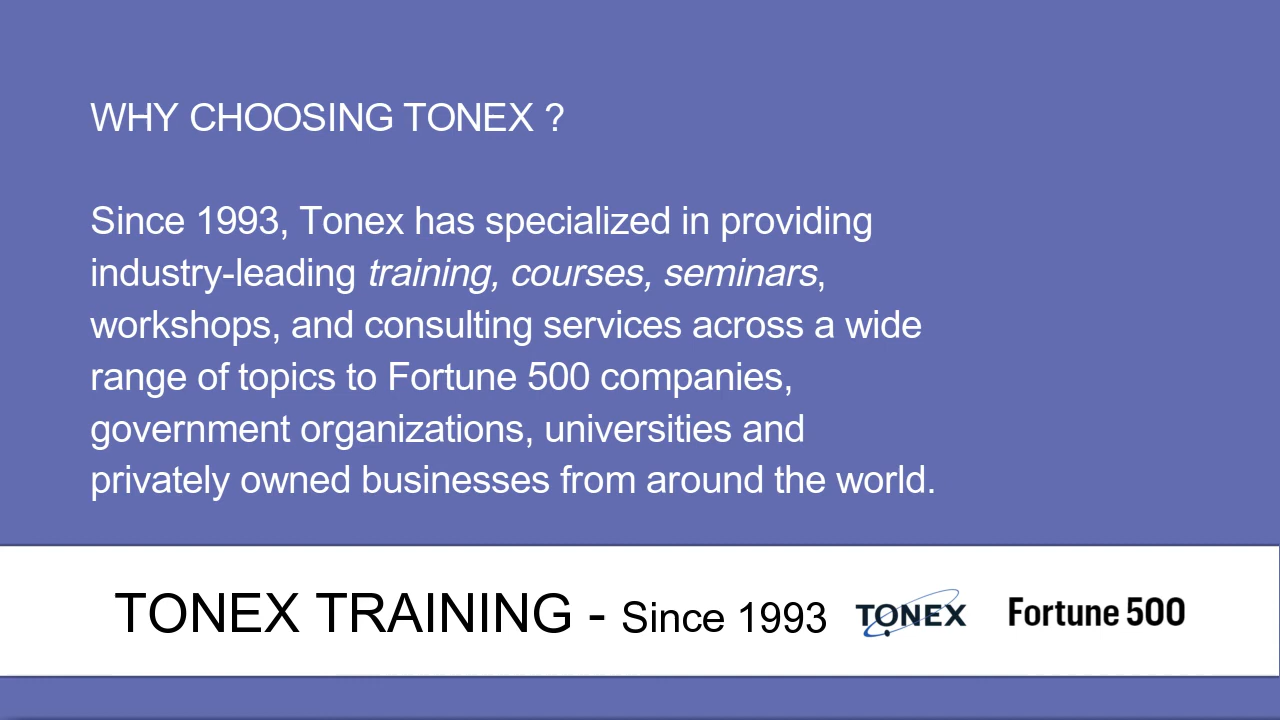 WHY CHOOSING TONEX ?
Since 1993, Tonex has specialized in providing
industry-leading training, courses, seminars,
workshops, and consulting services across a wide
range of topics to Fortune 500 companies,
government organizations, universities and
privately owned businesses from around the world.
TONEX TRAINING - Since 1993 TONEX Fortune 500